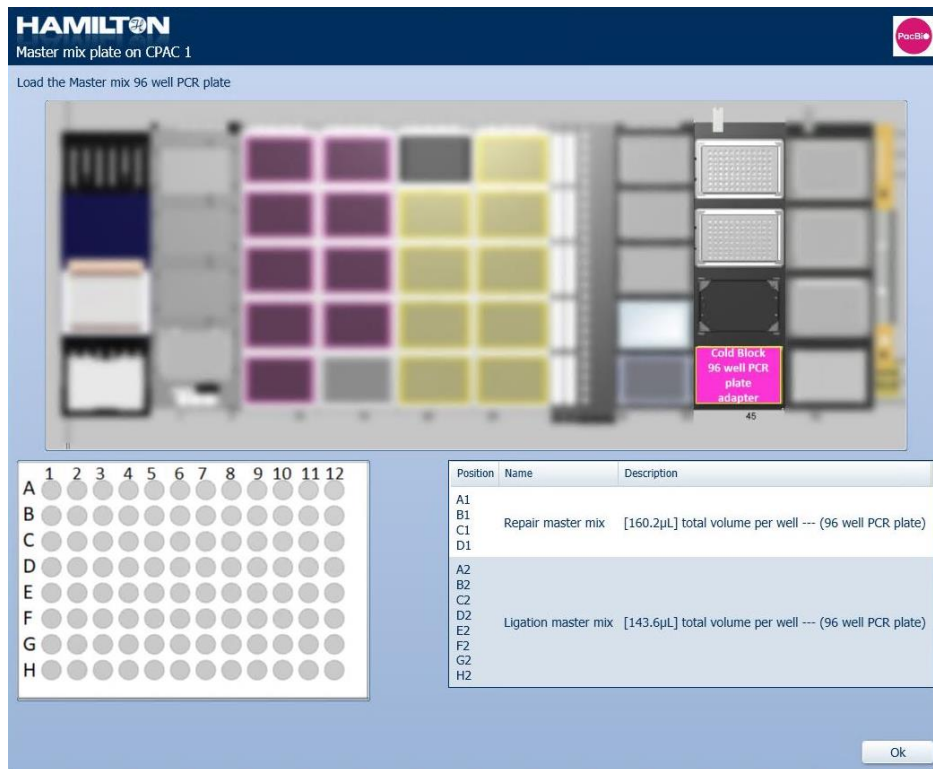 HAMILTON
Master mix plate on CPAC 1
PacBio
Load the Master mix 96 well PCR plate
Cold Block
96 well PCR
plate
adapter
45
1 2 3 4 5 6 7 8 9 10 11 12
A
B
C
D
E
F
G
H
Position Name Description
A1
B1
C1
D1
Repair master mix [160.2µL] total volume per well --- (96 well PCR plate)
A2
B2
C2
D2
E2
F2
G2
H2
Ligation master mix [143.6µL] total volume per well --- (96 well PCR plate)
Ok